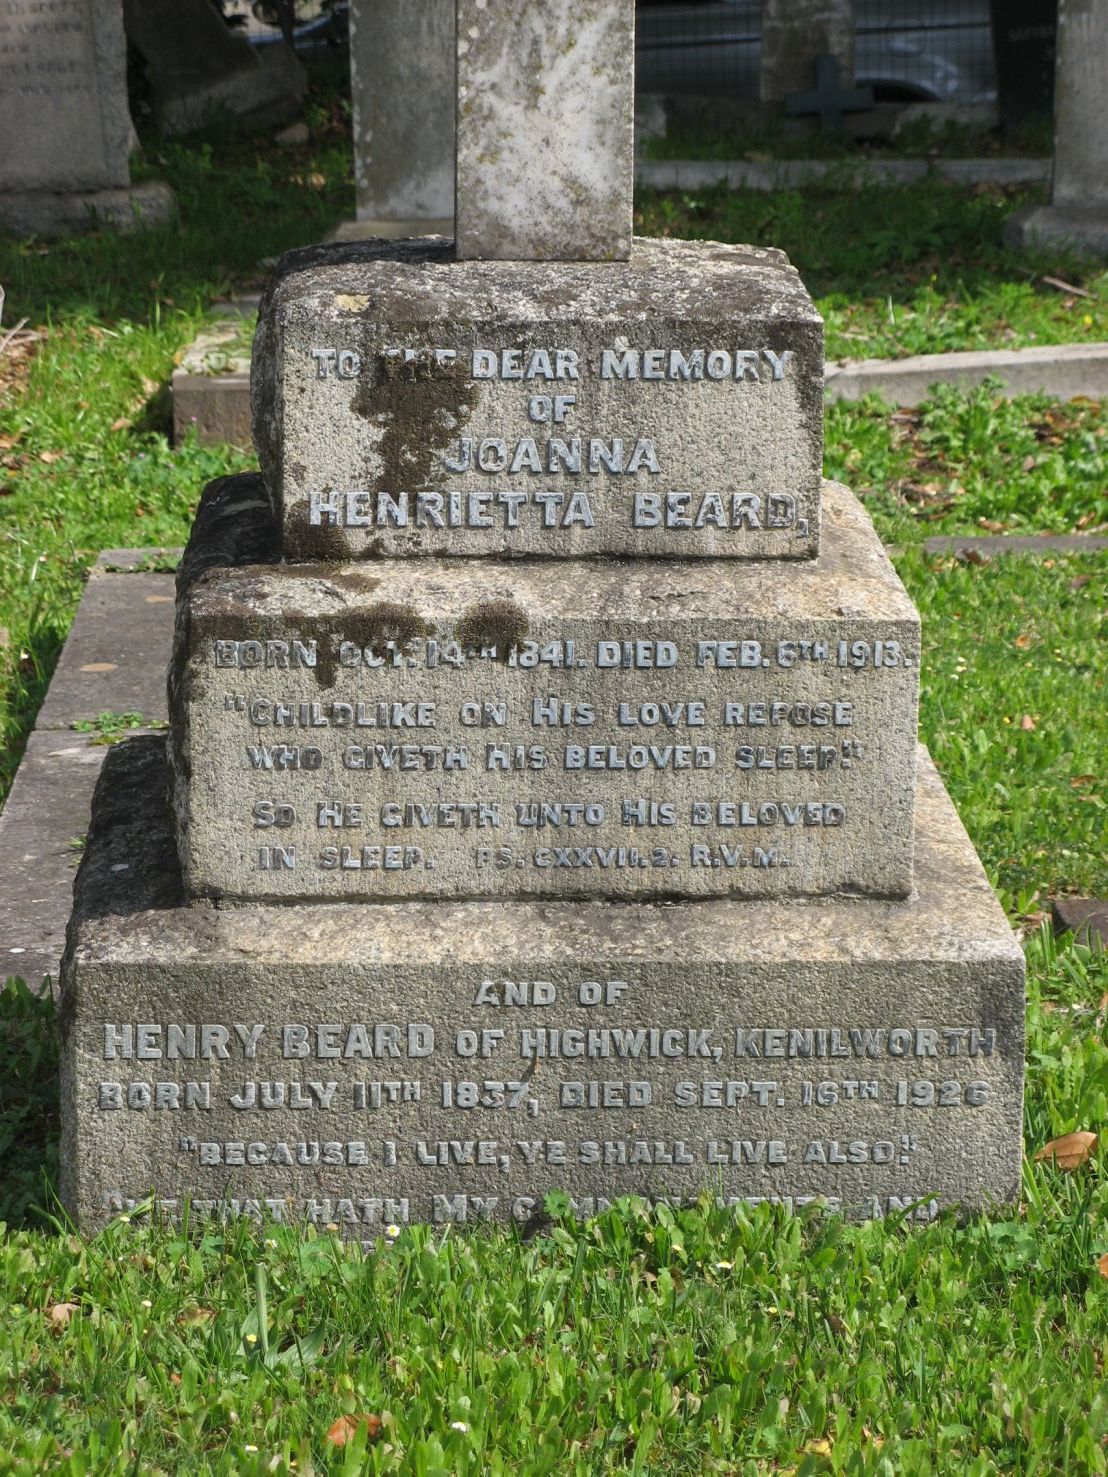 TO THE DEAR MEMORY
OF
JOANNA
HENRIETTA BEARD,
BORN OCT. 14TH 1841. DIED FEB. 6TH 1913.
"CHILDLIKE ON HIS LOVE REPOSE
WHO GIVETH HIS BELOVED SLEEP."
SO HE GIVETH UNTO HIS BELOVED
IN SLEEP. PS. CXXVII. 2. R.V.M.
AND OF
HENRY BEARD OF HIGHWICK, KENILWORTH
BORN JULY 11TH 1837, DIED SEPT. 16TH 1926
"BECAUSE I LIVE, YE SHALL LIVE ALSO."
"HE THAT HATH MY COMMANDMENTS AND